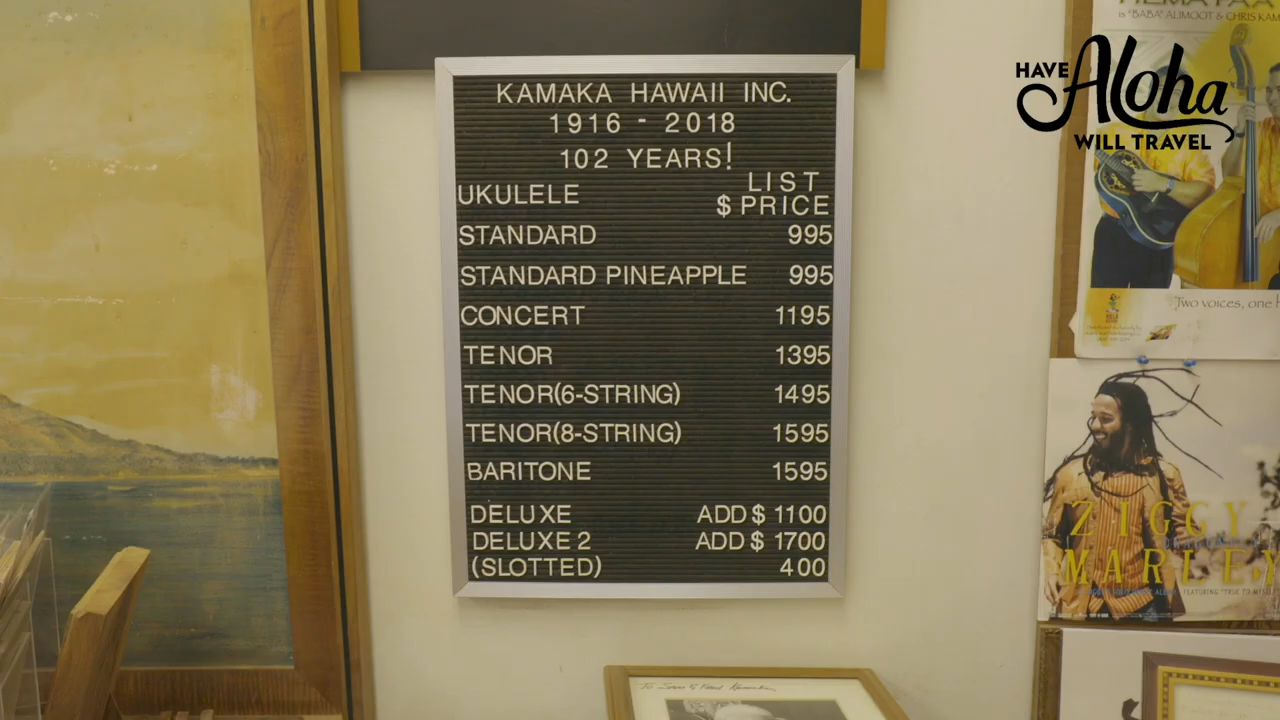 KAMAKA HAWAII INC.
1916 - 2018
102 YEARS!
UKULELE LIST $ PRICE
STANDARD 995
STANDARD PINEAPPLE 995
CONCERT 1195
TENOR 1395
TENOR(6-STRING) 1495
TENOR(8-STRING) 1595
BARITONE 1595
DELUXE ADD $ 1100
DELUXE 2 ADD $ 1700
(SLOTTED) 400
HAVE Aloha
WILL TRAVEL
is "BABA" ALIMOOT & CHRIS KAM
Two voices, one
ZIGGY
MARLEY